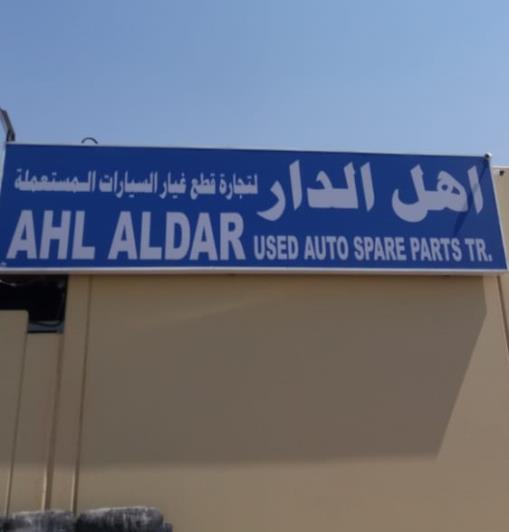 اهل الدار لتجارة قطع غيار السيارات المستعملة
AHL ALDAR USED AUTO SPARE PARTS TR.